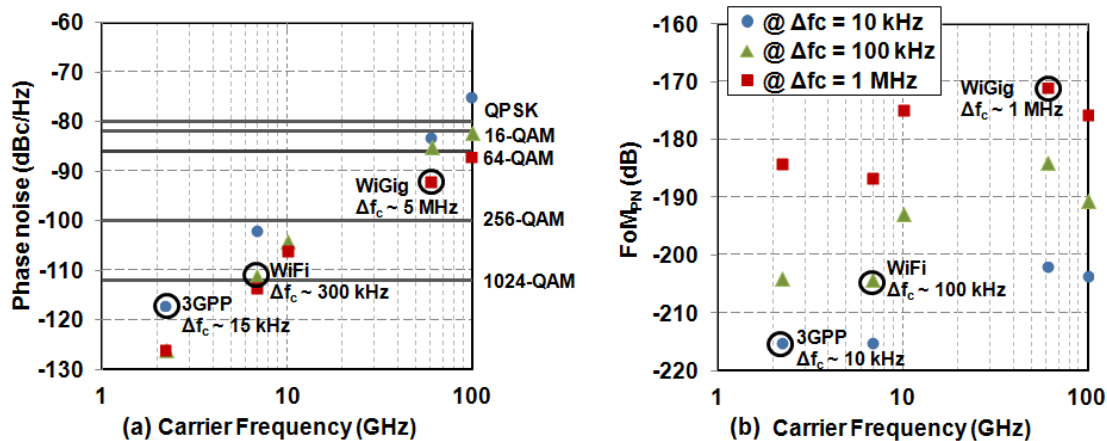 Phase noise (dBc/Hz)
-60
-70
-80
-90
-100
-110
-120
-130
QPSK
16-QAM
64-QAM
256-QAM
1024-QAM
WiGig
Δfc ~ 5 MHz
WiFi
Δfc ~ 300 kHz
3GPP
Δfc ~ 15 kHz
1
10
100
(a) Carrier Frequency (GHz)
FoMPN (dB)
-160
-170
-180
-190
-200
-210
-220
@ Δfc = 10 kHz
@ Δfc = 100 kHz
@ Δfc = 1 MHz
WiGig
Δfc ~ 1 MHz
WiFi
Δfc ~ 100 kHz
3GPP
Δfc ~ 10 kHz
1
10
100
(b) Carrier Frequency (GHz)